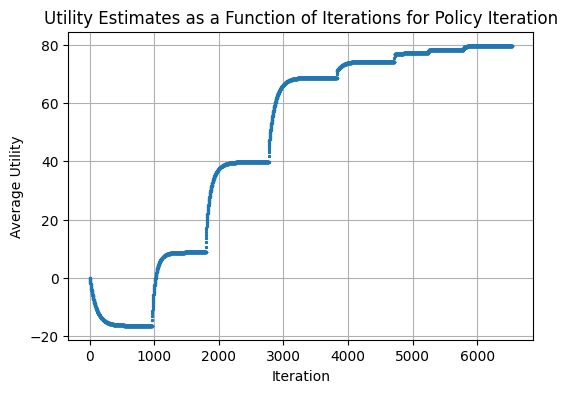 Utility Estimates as a Function of Iterations for Policy Iteration
80
60
40
20
0
−20
Average Utility
0 1000 2000 3000 4000 5000 6000
Iteration